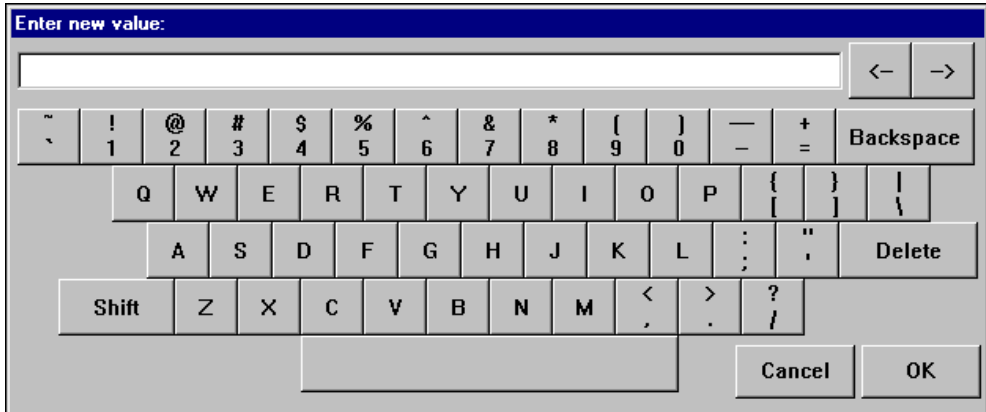 Enter new value:
<- ->
~ ! @ # $ % ^ & * ( ) — +
` 1 2 3 4 5 6 7 8 9 0 – = Backspace
Q W E R T Y U I O P { } |
[ ] \
A S D F G H J K L : " Delete
; '
Shift Z X C V B N M < > ?
, . /
Cancel OK